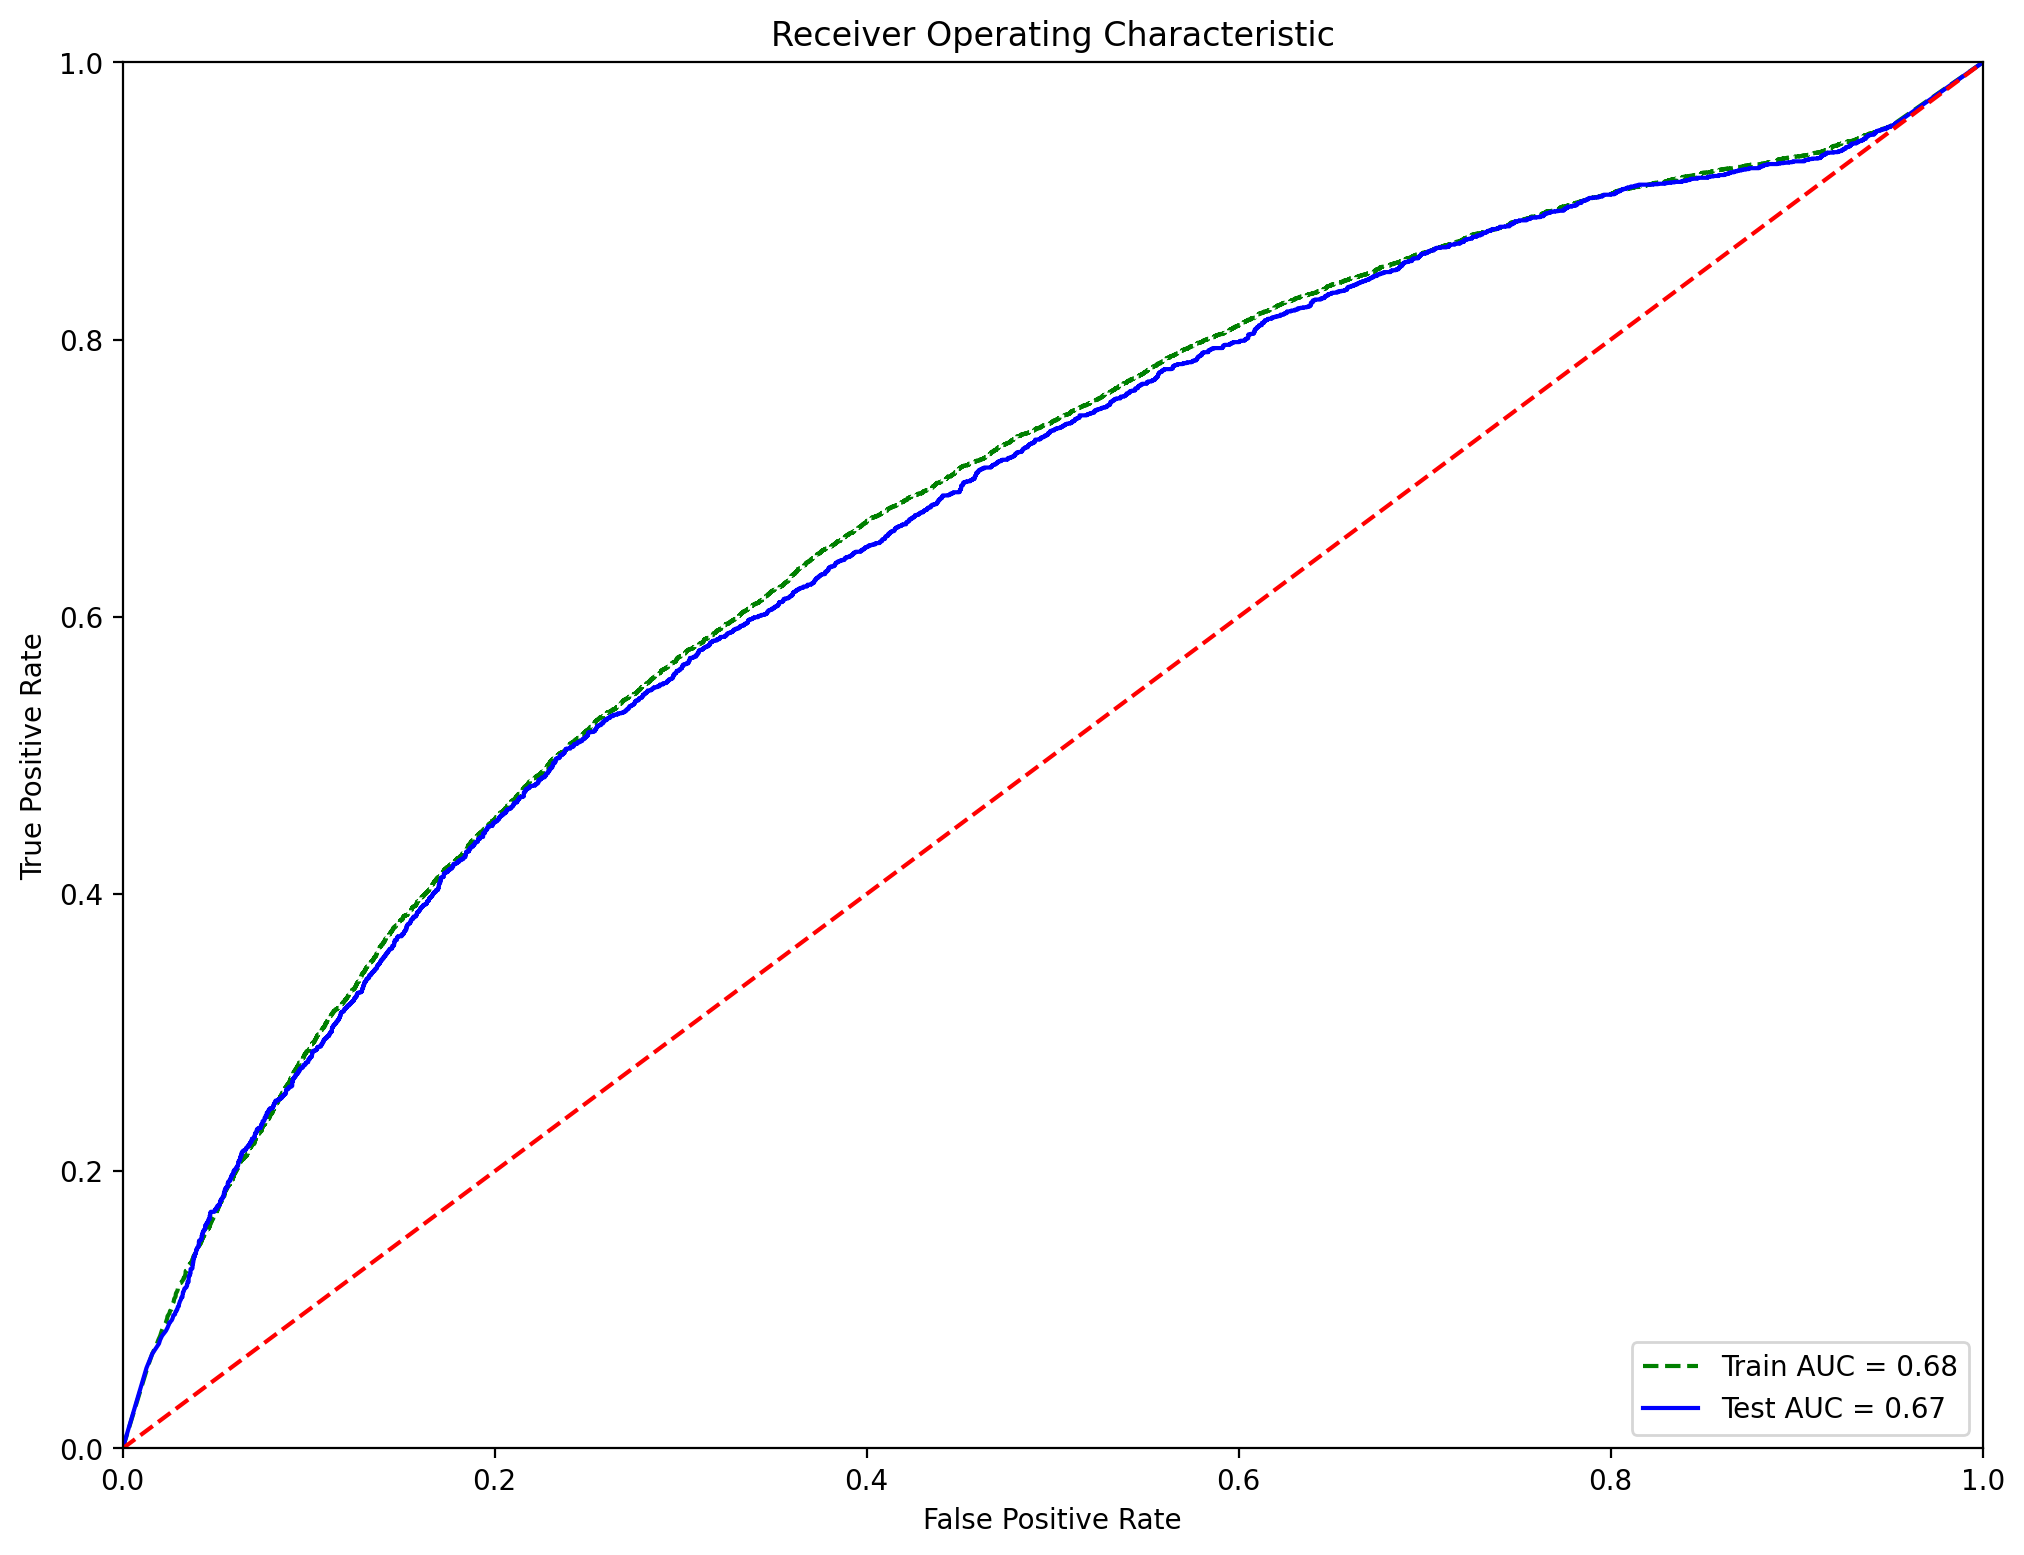 Receiver Operating Characteristic
1.0
0.8
0.6
0.4
0.2
0.0
True Positive Rate
0.0 0.2 0.4 0.6 0.8 1.0
False Positive Rate
Train AUC = 0.68
Test AUC = 0.67